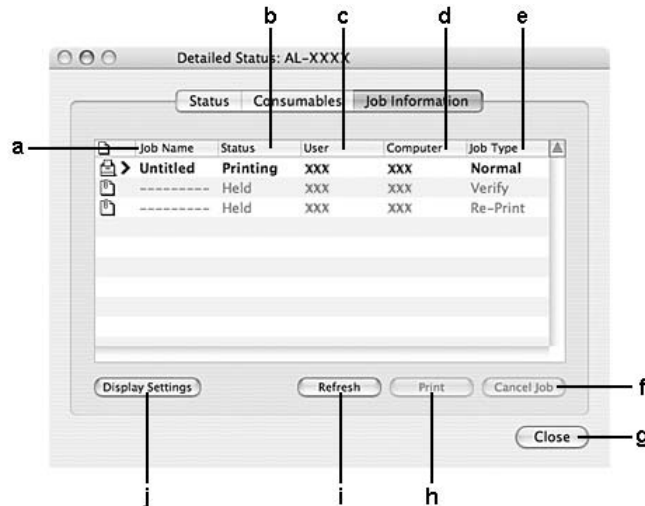 b c d e
Detailed Status: AL-XXXX
Status Consumables Job Information
a
Job Name Status User Computer Job Type
Untitled Printing XXX XXX Normal
--------- Held XXX XXX Verify
--------- Held XXX XXX Re-Print
Display Settings Refresh Print Cancel Job
f
Close
g
j i h